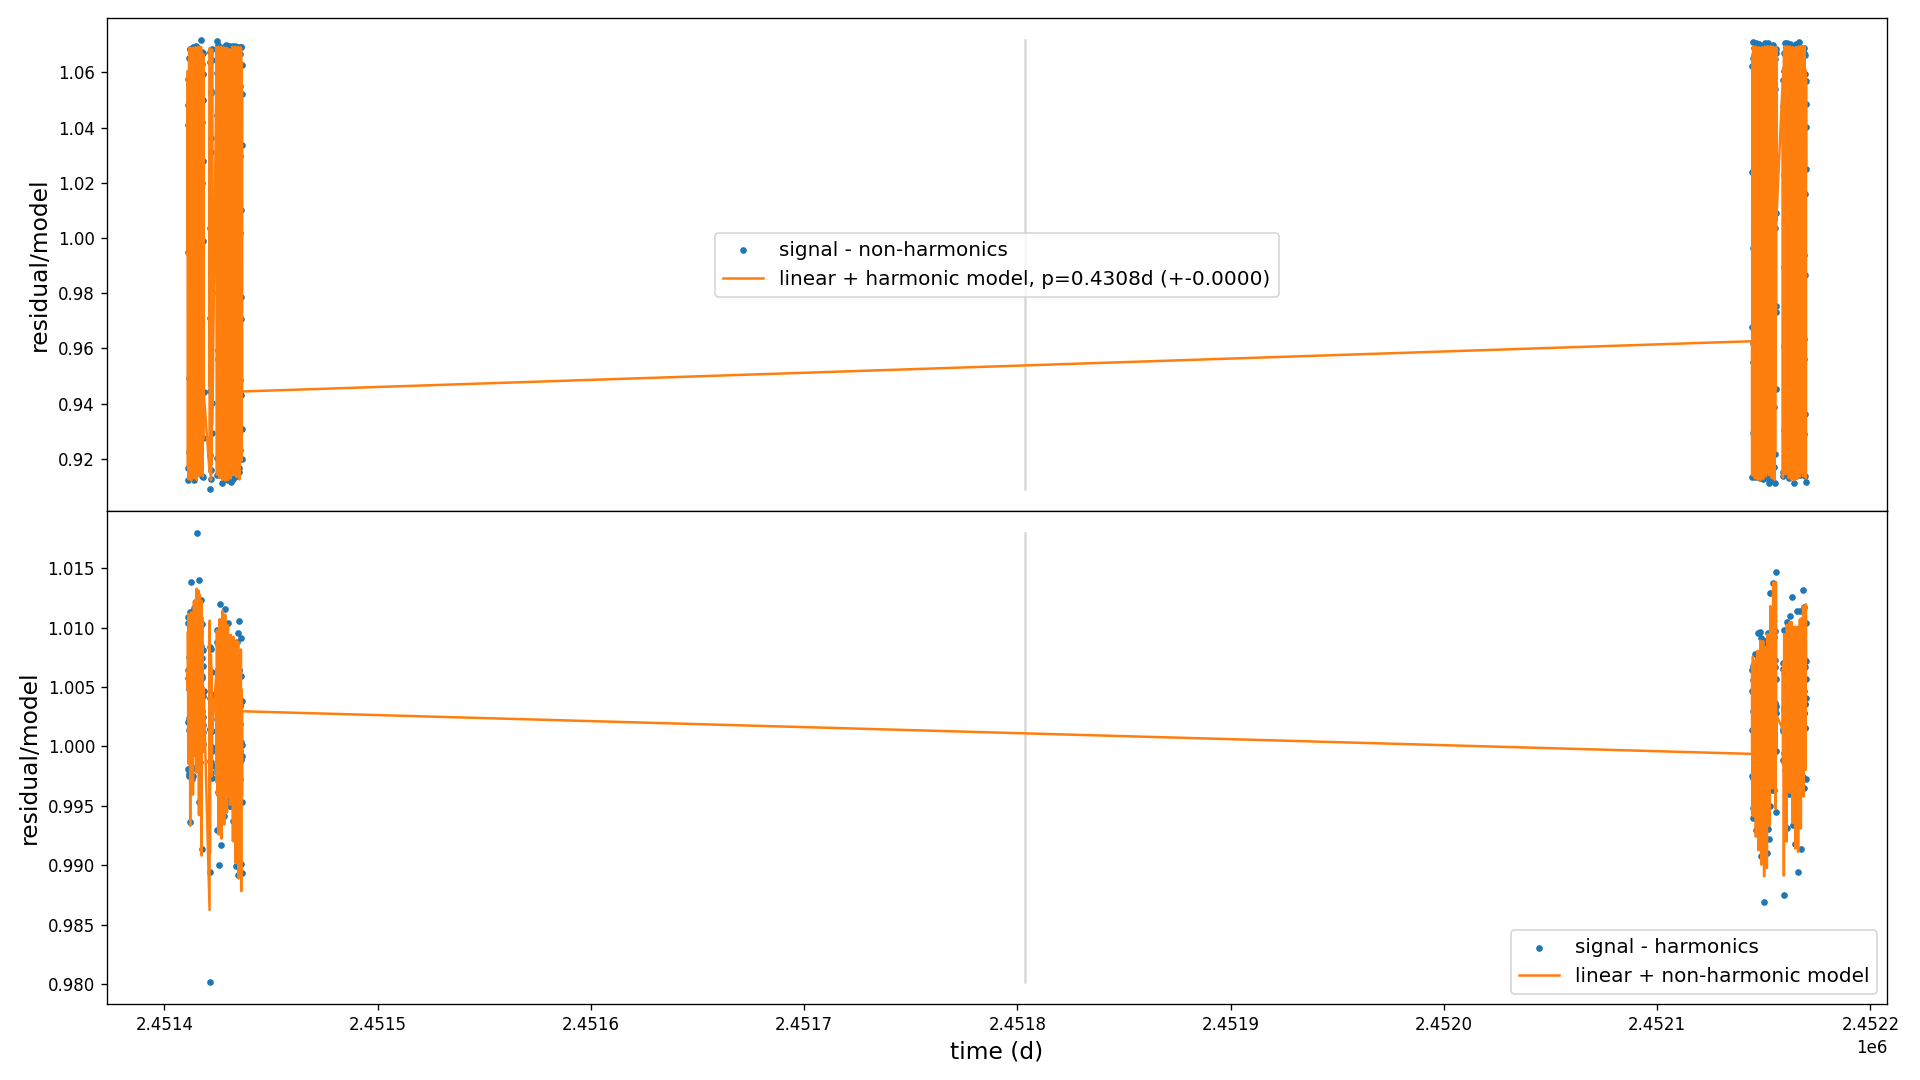 1.06
1.04
1.02
1.00
0.98
0.96
0.94
0.92
residual/model
signal - non-harmonics
linear + harmonic model, p=0.4308d (+-0.0000)
1.015
1.010
1.005
1.000
0.995
0.990
0.985
0.980
residual/model
signal - harmonics
linear + non-harmonic model
2.4514 2.4515 2.4516 2.4517 2.4518 2.4519 2.4520 2.4521 2.4522
1e6
time (d)